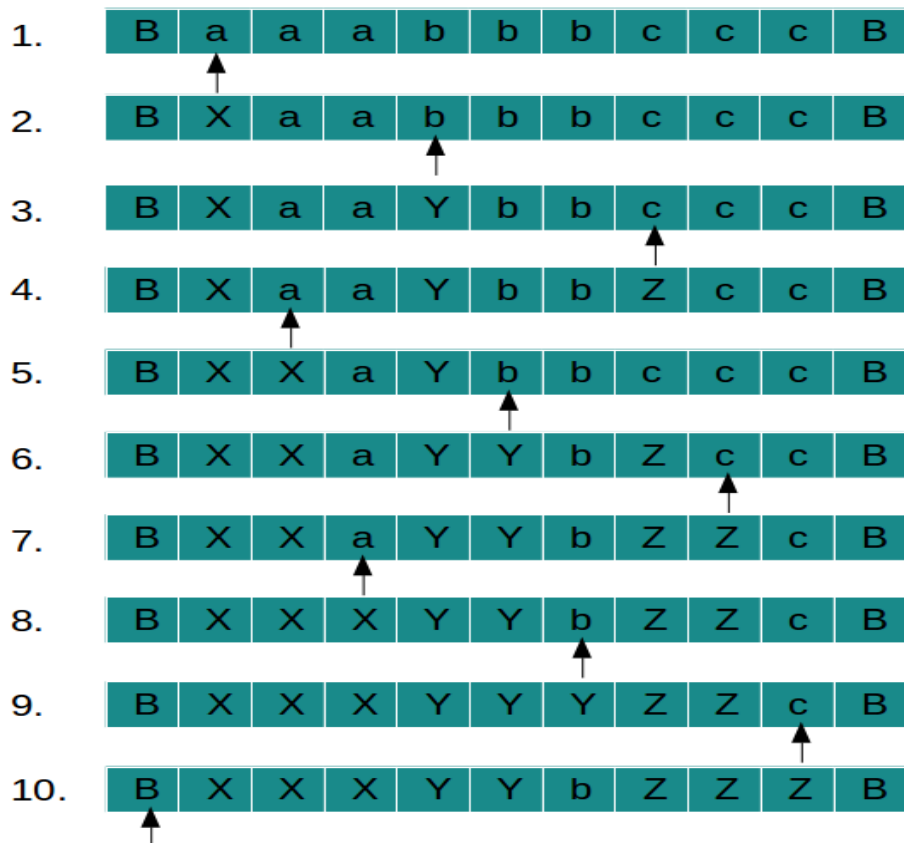 1. B a a a b b b c c c B
2. B X a a b b b c c c B
3. B X a a Y b b c c c B
4. B X a a Y b b Z c c B
5. B X X a Y b b c c c B
6. B X X a Y Y b Z c c B
7. B X X a Y Y b Z Z c B
8. B X X X Y Y b Z Z c B
9. B X X X Y Y Y Z Z c B
10. B X X X Y Y b Z Z Z B